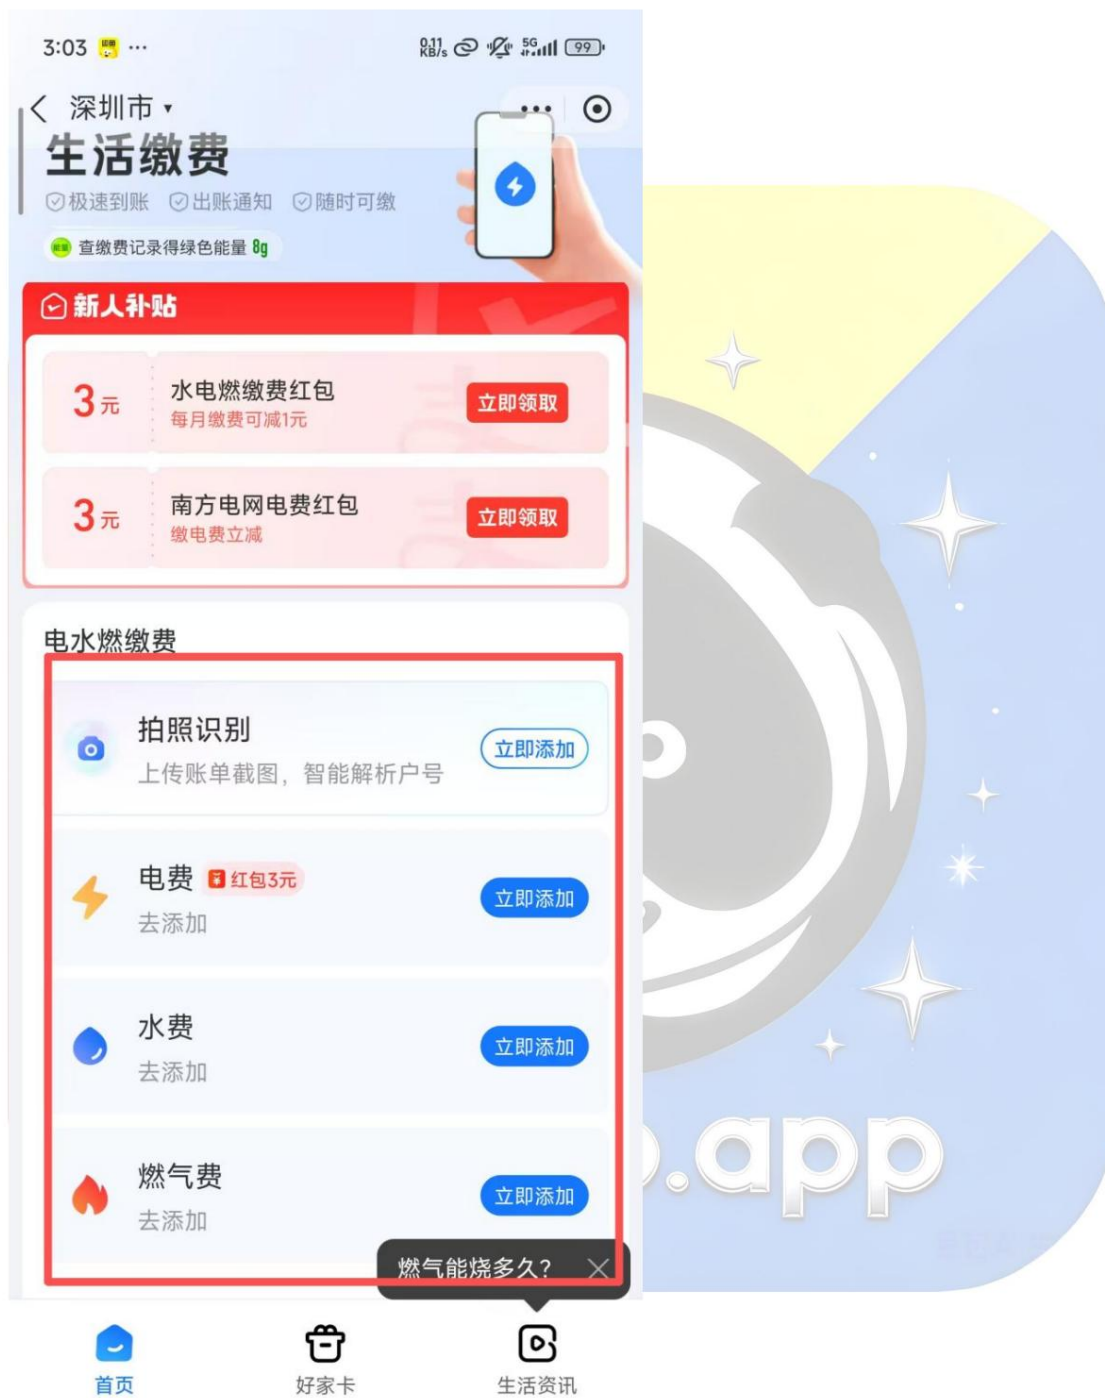 3:03
0.11 KB/s 5G 99
深圳市
生活缴费
极速到账 出账通知 随时可缴
查缴费记录得绿色能量 8g
新人补贴
3元
水电燃缴费红包
每月缴费可减1元
立即领取
3元
南方电网电费红包
缴电费立减
立即领取
电水燃缴费
拍照识别
上传账单截图，智能解析户号
立即添加
电费 红包3元
去添加
立即添加
水费
去添加
立即添加
燃气费
去添加
立即添加
燃气能烧多久？
首页
好家卡
生活资讯
.app